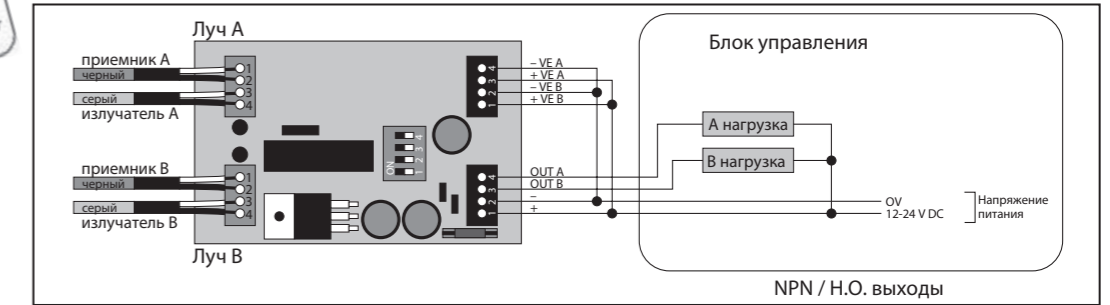 Луч A
приемник A
черный
серый
излучатель A
1
2
3
4
приемник B
черный
серый
излучатель B
1
2
3
4
Луч B
ON
1 2 3 4
4
3
2
1
– VE A
+ VE A
– VE B
+ VE B
4
3
2
1
OUT A
OUT B
–
+
Блок управления
A нагрузка
B нагрузка
OV
12-24 V DC
Напряжение
питания
NPN / Н.О. выходы